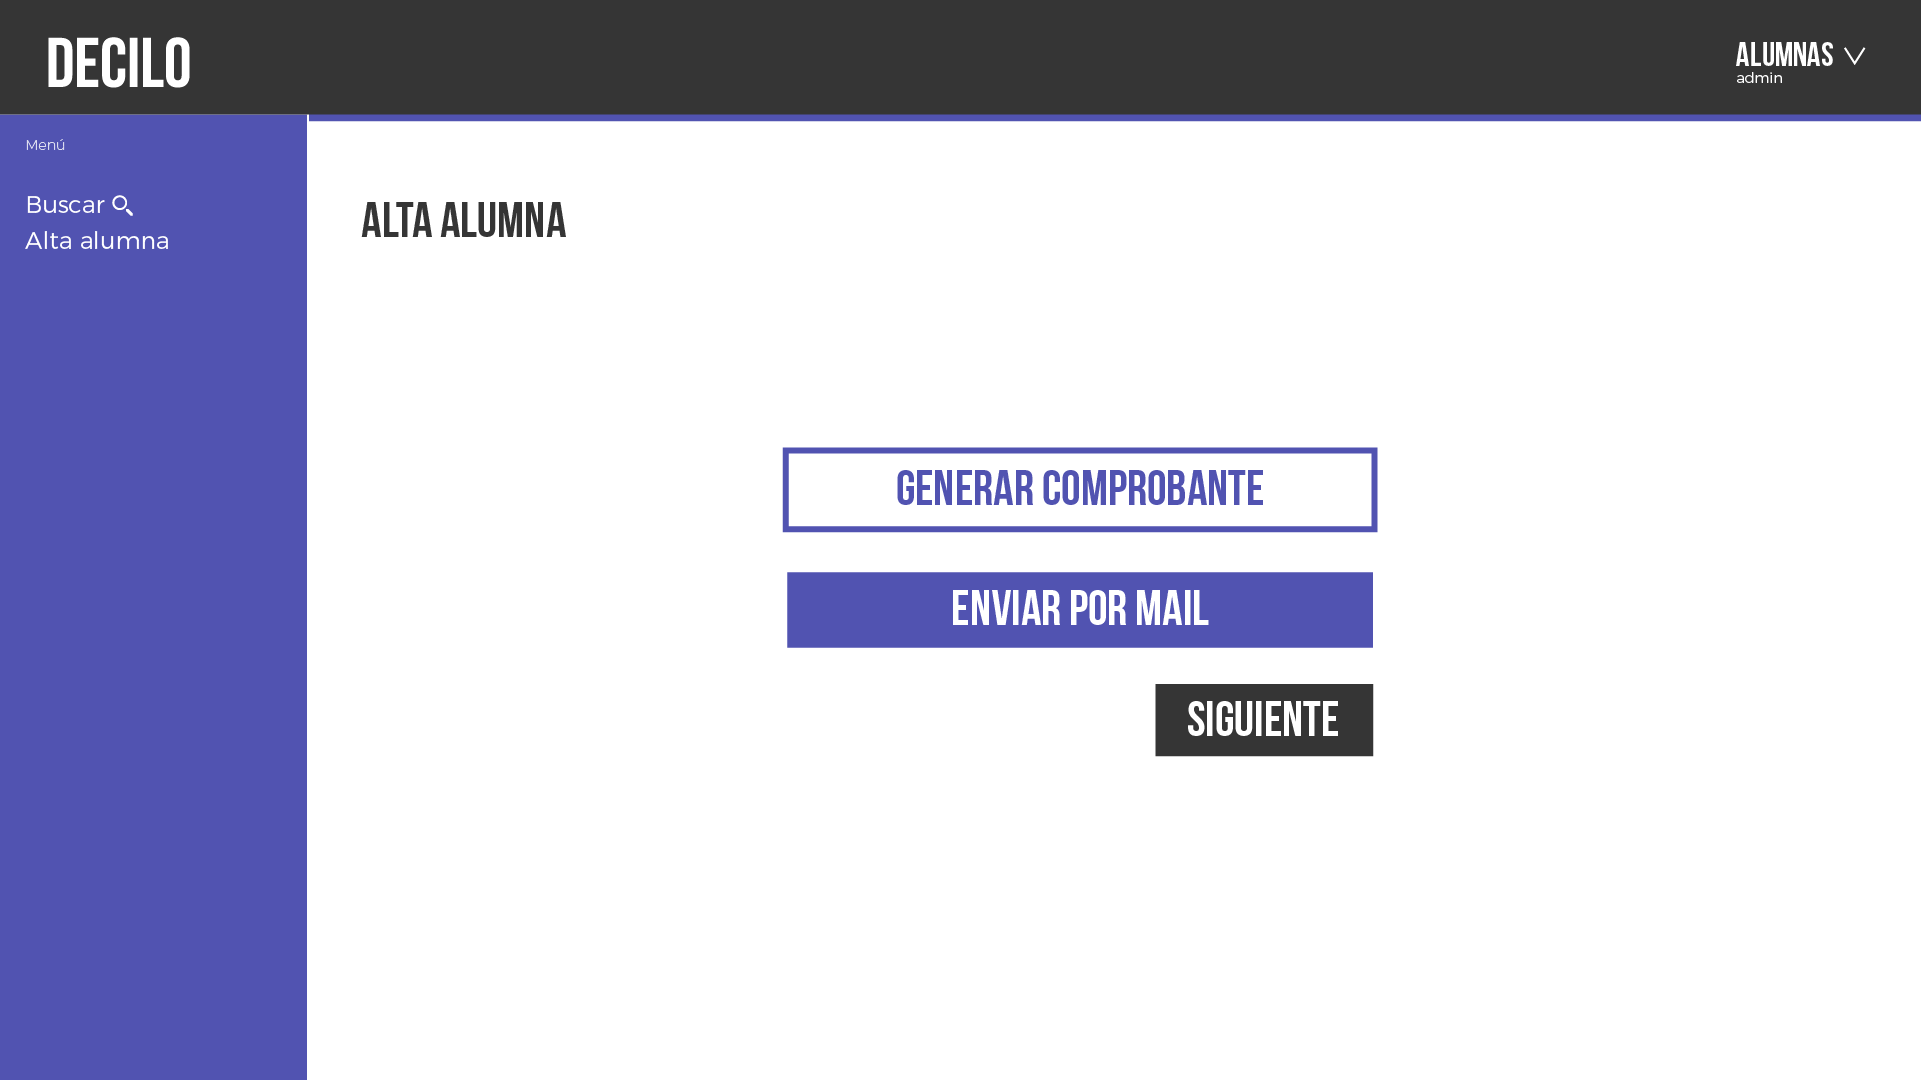 DECILO
ALUMNAS
admin
Menú
Buscar
Alta alumna
ALTA ALUMNA
GENERAR COMPROBANTE
ENVIAR POR MAIL
SIGUIENTE